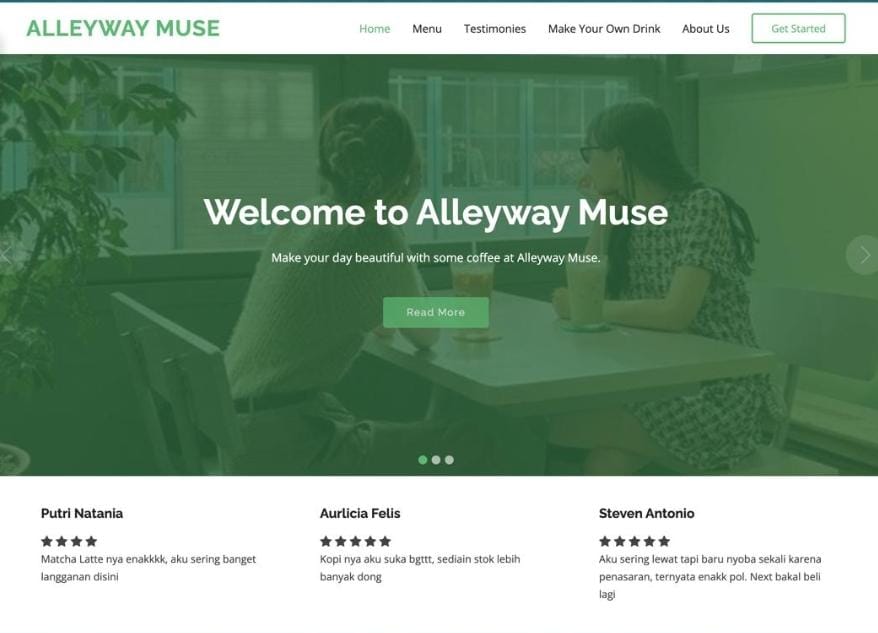 ALLEYWAY MUSE
Home Menu Testimonies Make Your Own Drink About Us Get Started
Welcome to Alleyway Muse
Make your day beautiful with some coffee at Alleyway Muse.
Read More
Putri Natania
Matcha Latte nya enakkkk, aku sering banget
langganan disini
Aurlicia Felis
Kopi nya aku suka bgttt, sediain stok lebih
banyak dong
Steven Antonio
Aku sering lewat tapi baru nyoba sekali karena
penasaran, ternyata enakk pol. Next bakal beli
lagi